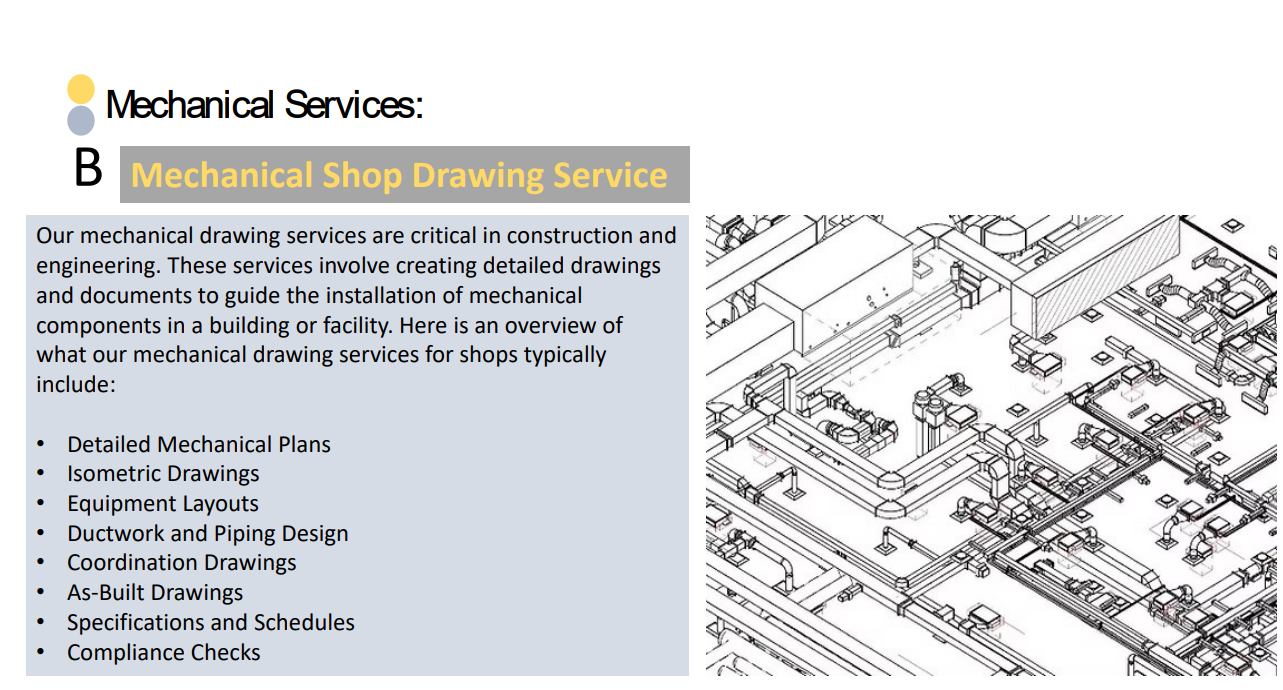 Mechanical Services:
B
Mechanical Shop Drawing Service
Our mechanical drawing services are critical in construction and
engineering. These services involve creating detailed drawings
and documents to guide the installation of mechanical
components in a building or facility. Here is an overview of
what our mechanical drawing services for shops typically
include:
• Detailed Mechanical Plans
• Isometric Drawings
• Equipment Layouts
• Ductwork and Piping Design
• Coordination Drawings
• As-Built Drawings
• Specifications and Schedules
• Compliance Checks